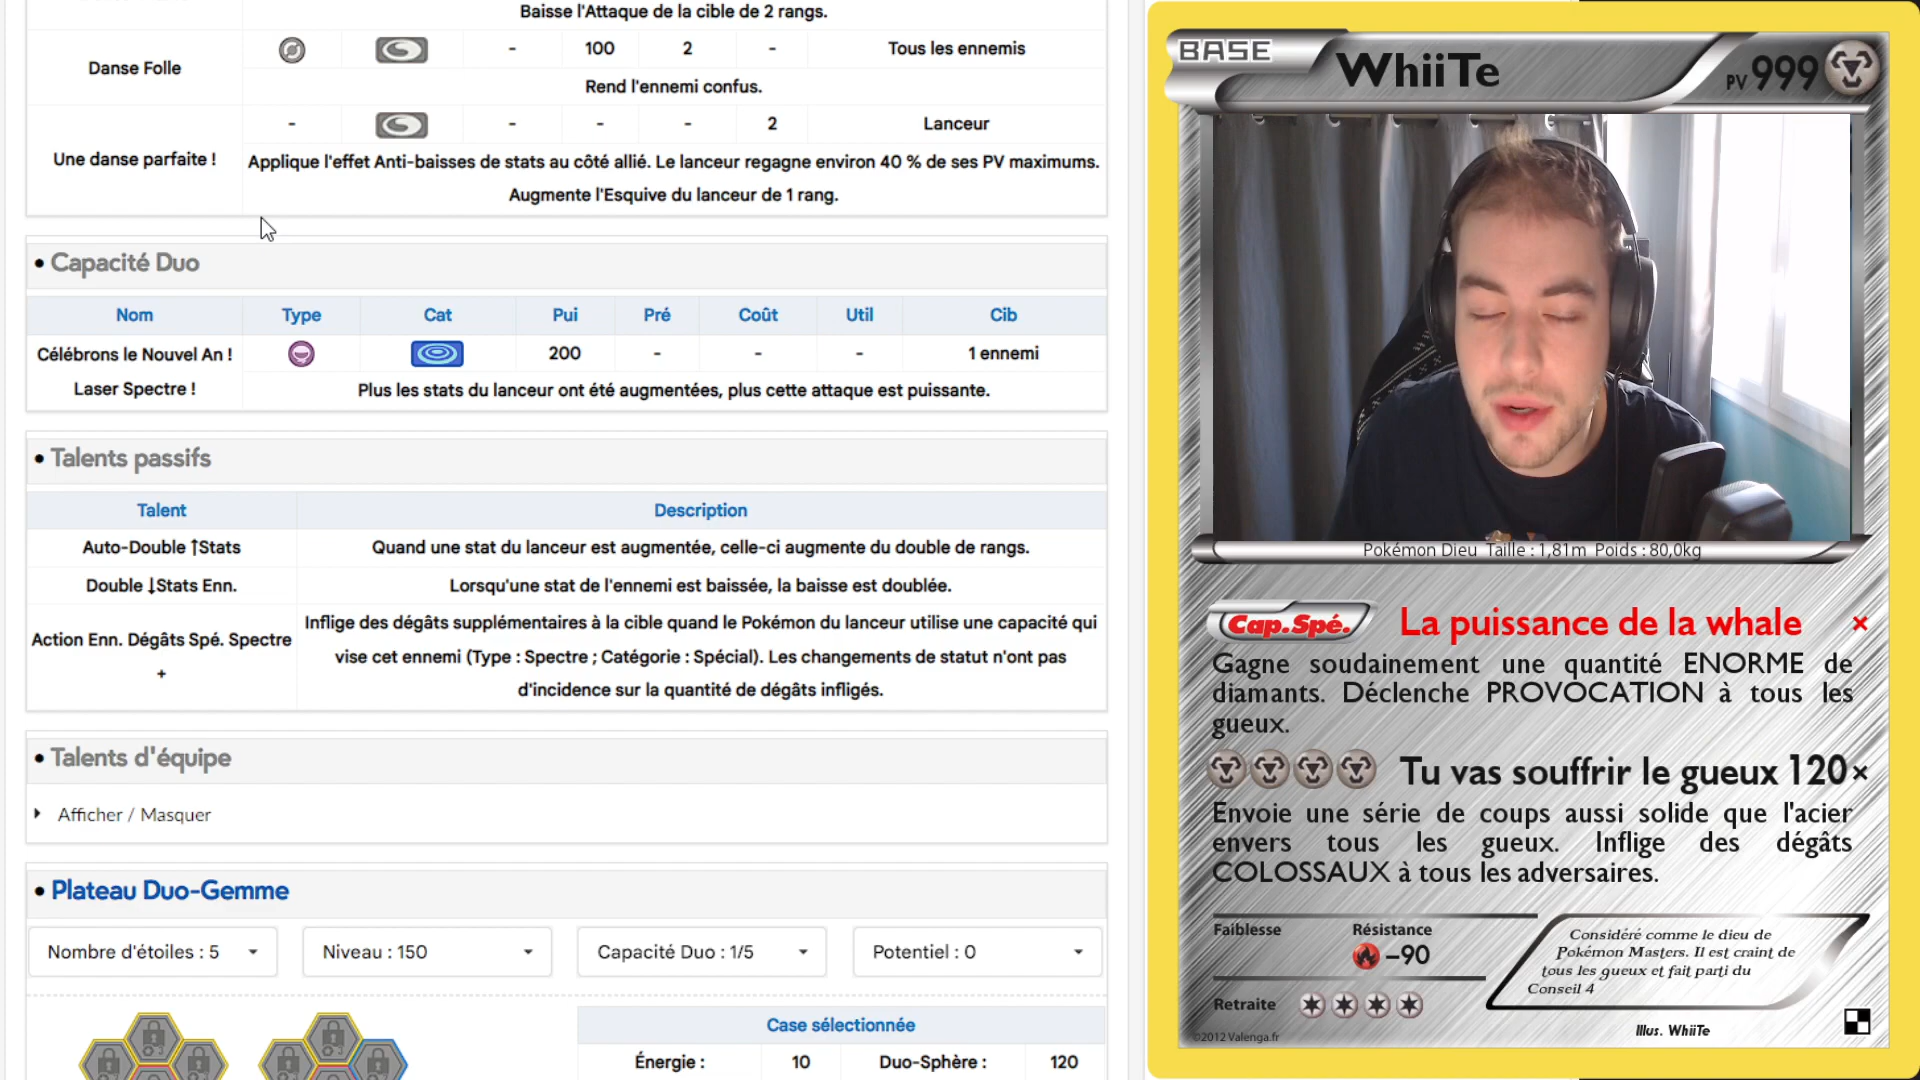 Baisse l'Attaque de la cible de 2 rangs.
Danse Folle
- 100 2 - Tous les ennemis
Rend l'ennemi confus.
Une danse parfaite !
- - - - 2 Lanceur
Applique l'effet Anti-baisses de stats au côté allié. Le lanceur regagne environ 40 % de ses PV maximums.
Augmente l'Esquive du lanceur de 1 rang.
• Capacité Duo
Nom Type Cat Pui Pré Coût Util Cib
Célébrons le Nouvel An !
Laser Spectre !
200 - - - 1 ennemi
Plus les stats du lanceur ont été augmentées, plus cette attaque est puissante.
• Talents passifs
Talent Description
Auto-Double ↑Stats Quand une stat du lanceur est augmentée, celle-ci augmente du double de rangs.
Double ↓Stats Enn. Lorsqu'une stat de l'ennemi est baissée, la baisse est doublée.
Action Enn. Dégâts Spé. Spectre
+
Inflige des dégâts supplémentaires à la cible quand le Pokémon du lanceur utilise une capacité qui
vise cet ennemi (Type : Spectre ; Catégorie : Spécial). Les changements de statut n'ont pas
d'incidence sur la quantité de dégâts infligés.
• Talents d'équipe
Afficher / Masquer
• Plateau Duo-Gemme
Nombre d'étoiles : 5 Niveau : 150 Capacité Duo : 1/5 Potentiel : 0
Case sélectionnée
Énergie : 10 Duo-Sphère : 120
BASE WhiiTe PV 999
Pokémon Dieu Taille : 1,81m Poids : 80,0kg
Cap.Spé. La puissance de la whale ×
Gagne soudainement une quantité ENORME de
diamants. Déclenche PROVOCATION à tous les
gueux.
Tu vas souffrir le gueux 120×
Envoie une série de coups aussi solide que l'acier
envers tous les gueux. Inflige des dégâts
COLOSSAUX à tous les adversaires.
Faiblesse Résistance
-90
Retraite
Considéré comme le dieu de
Pokémon Masters. Il est craint de
tous les gueux et fait parti du
Conseil 4
Illus. WhiiTe
©2012 Valenga.fr